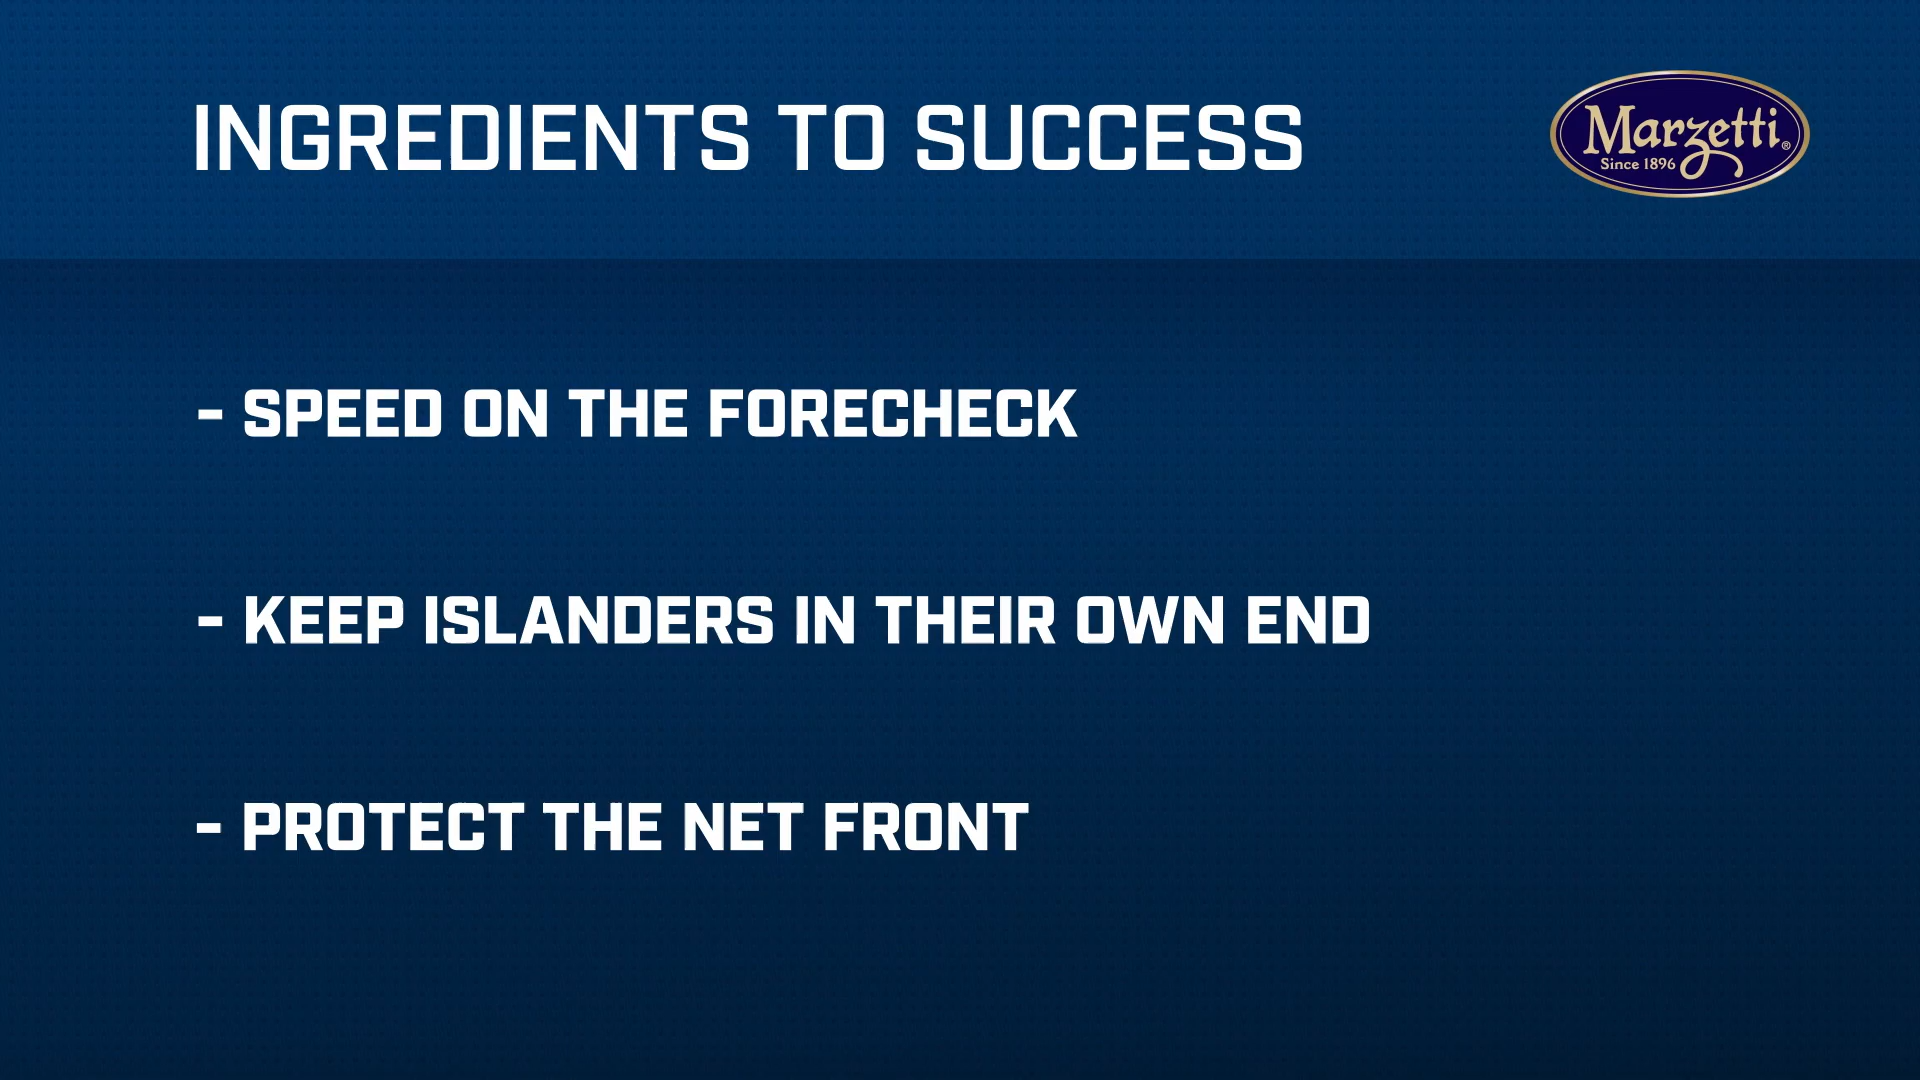 INGREDIENTS TO SUCCESS
Marzetti®
Since 1896
- SPEED ON THE FORECHECK
- KEEP ISLANDERS IN THEIR OWN END
- PROTECT THE NET FRONT